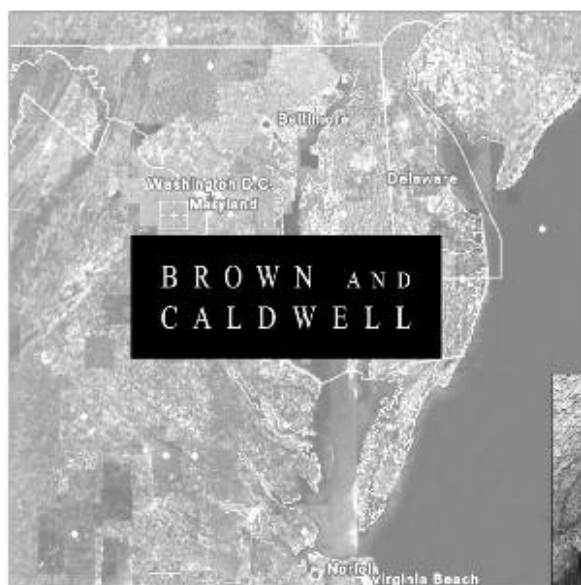 Baltimore
Washington D.C.
Delaware
Maryland
BROWN AND
CALDWELL
Norfolk
Virginia Beach